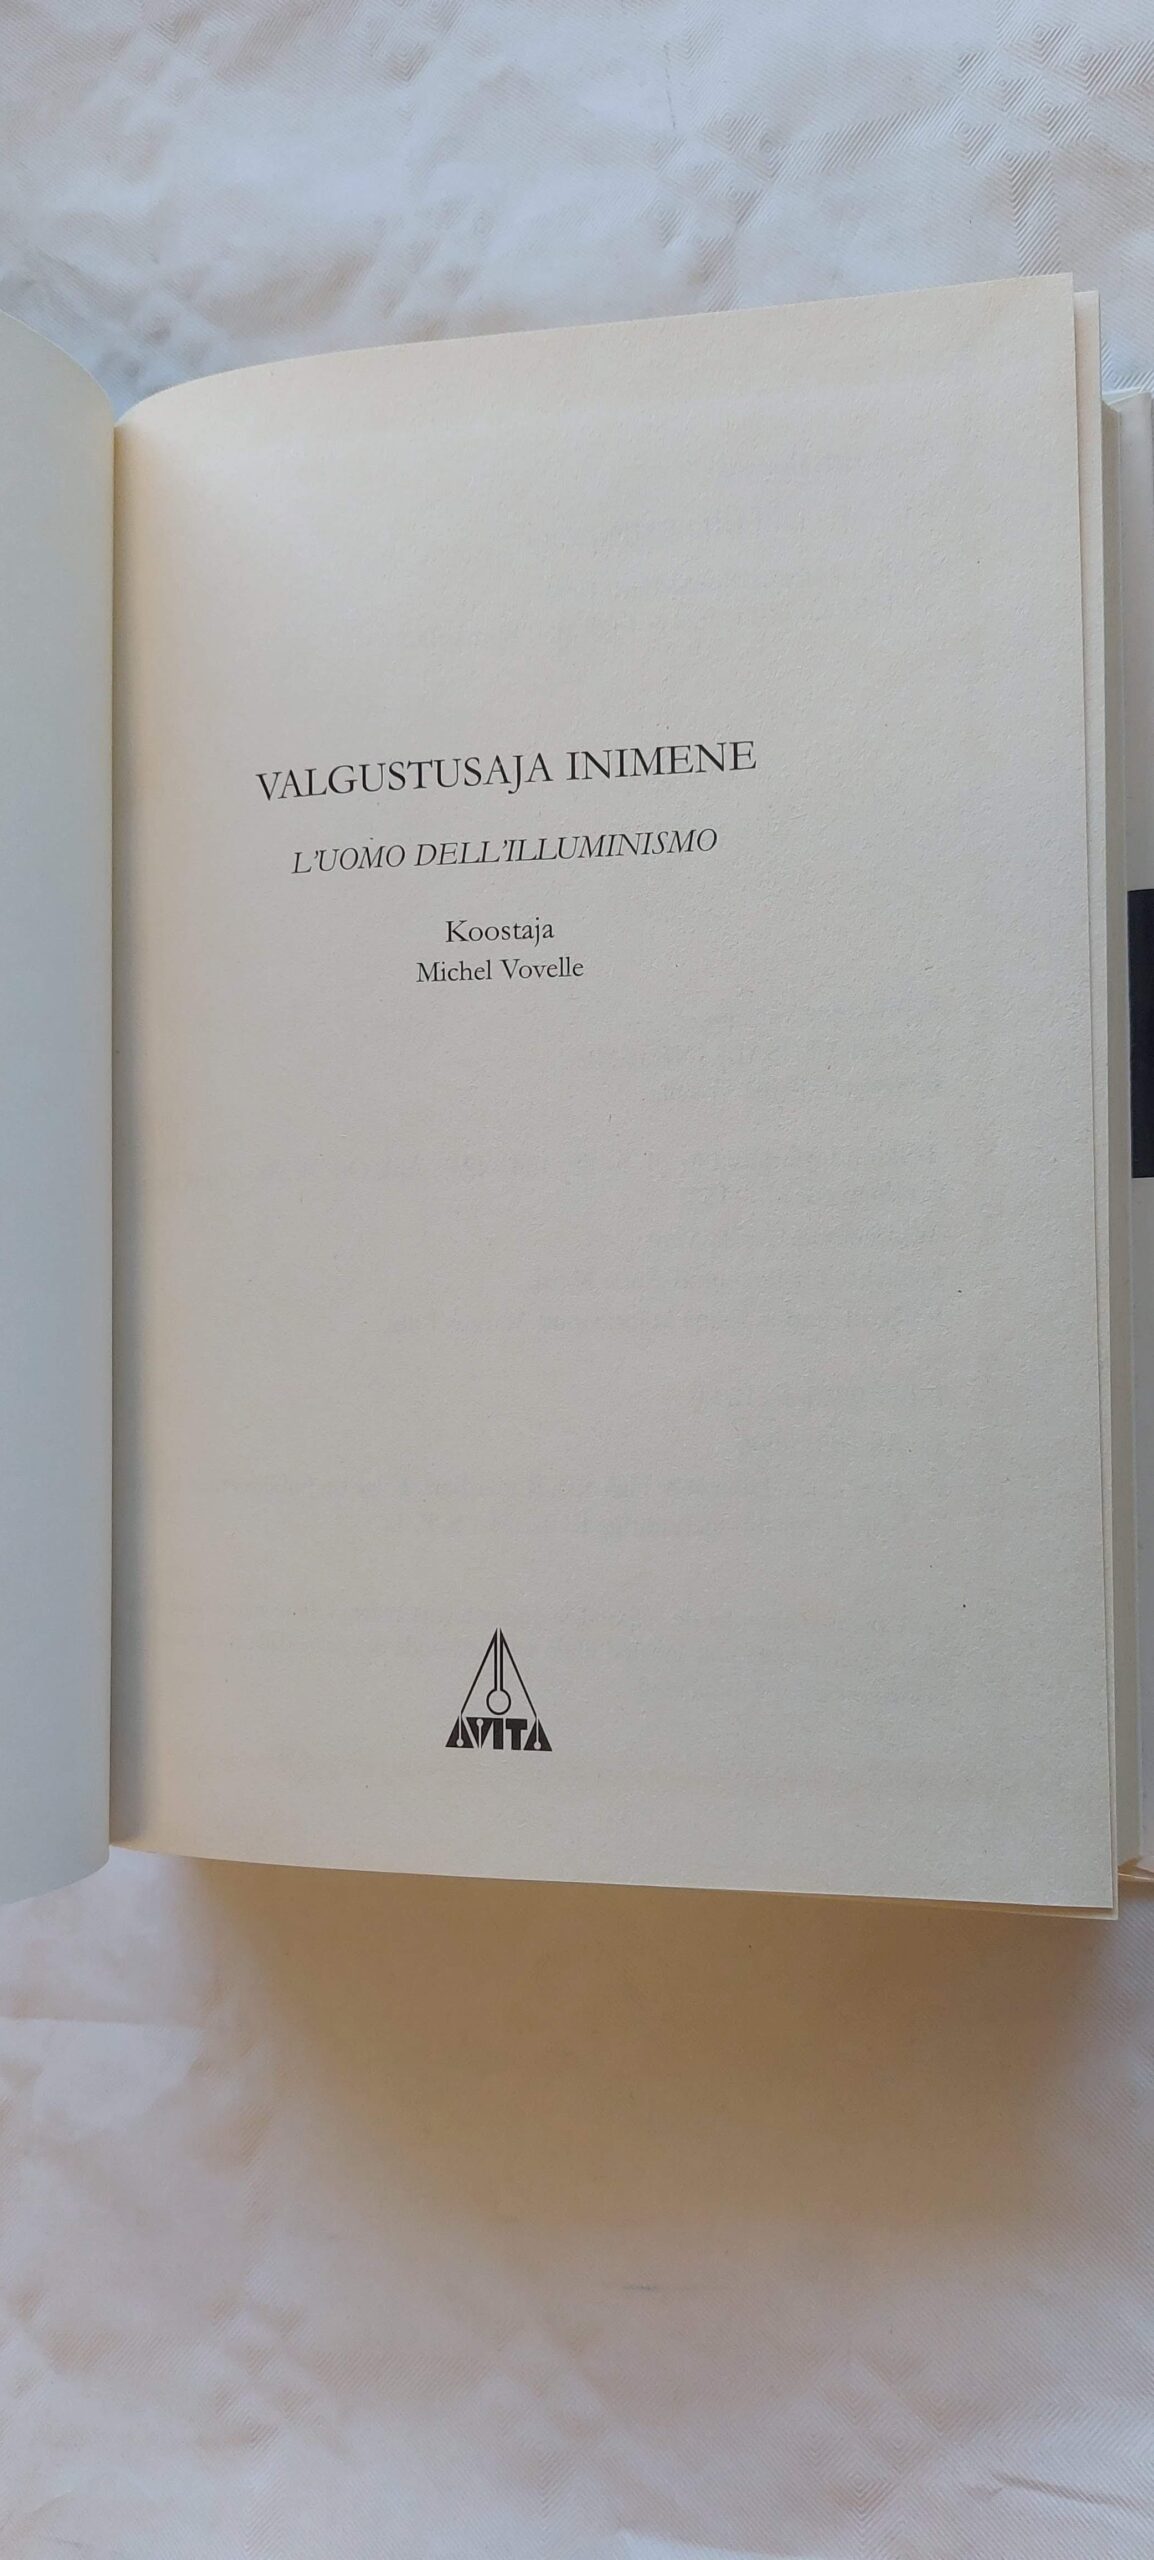 VALGUSTUSAJA INIMENE
L'UOMO DELL'ILLUMINISMO
Koostaja
Michel Vovelle
AVITA